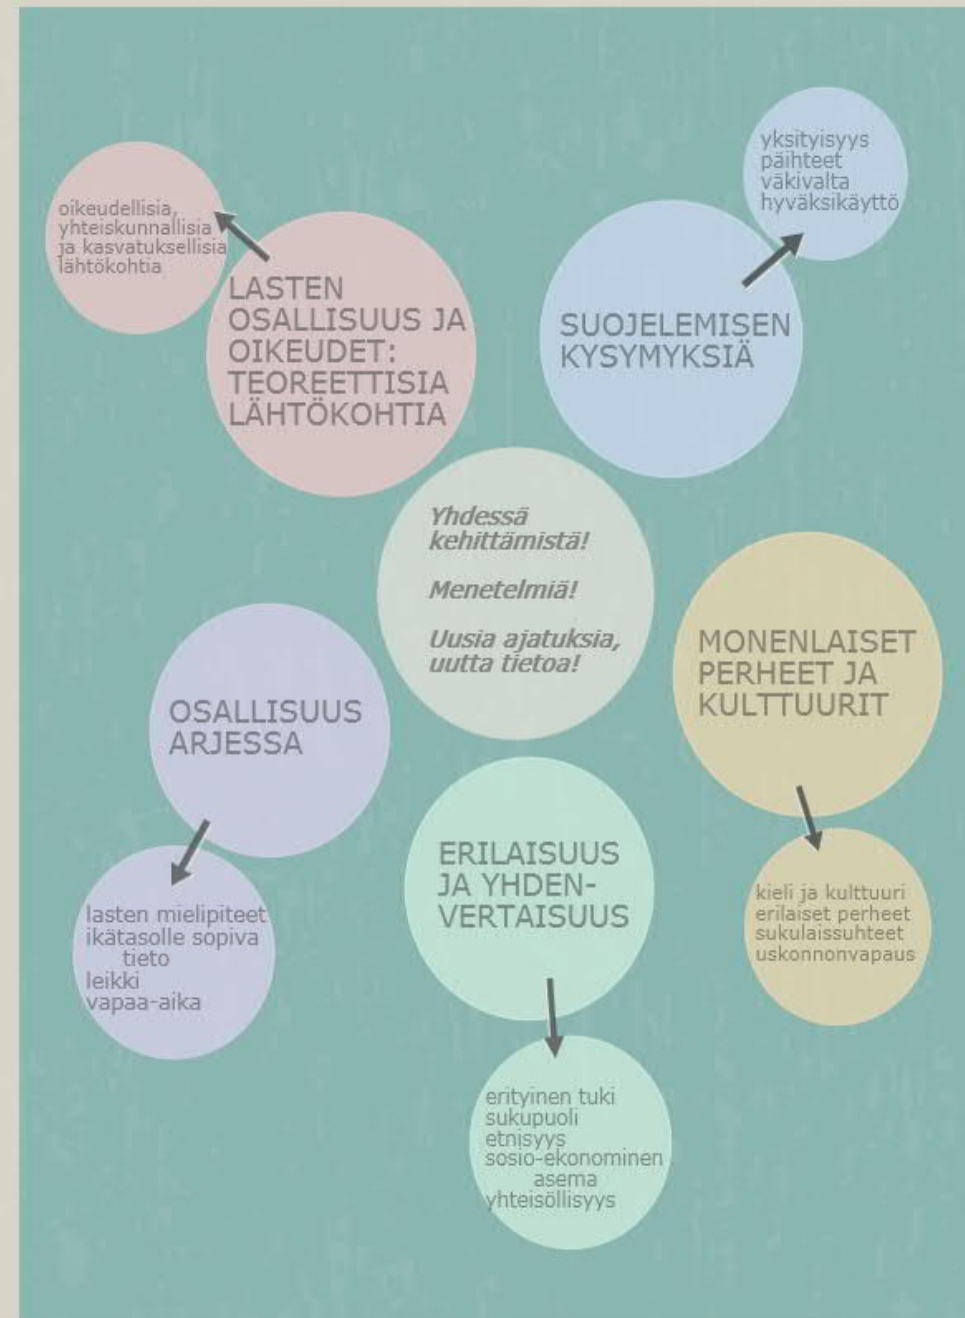 oikeudellisia,
yhteiskunnallisia
ja kasvatuksellisia
lähtökohtia
LASTEN
OSALLISUUS JA
OIKEUDET:
TEOREETTISIA
LÄHTÖKOHTIA
yksityisyys
päihteet
väkivalta
hyväksikäyttö
SUOJELEMISEN
KYSYMYKSIÄ
Yhdessä
kehittämistä!
Menetelmiä!
Uusia ajatuksia,
uutta tietoa!
MONENLAISET
PERHEET JA
KULTTUURIT
kieli ja kulttuuri
erilaiset perheet
sukulaissuhteet
uskonnonvapaus
OSALLISUUS
ARJESSA
lasten mielipiteet
ikätasolle sopiva
tieto
leikki
vapaa-aika
ERILAISUUS
JA YHDEN-
VERTAISUUS
erityinen tuki
sukupuoli
etnisyys
sosio-ekonominen
asema
yhteisöllisyys